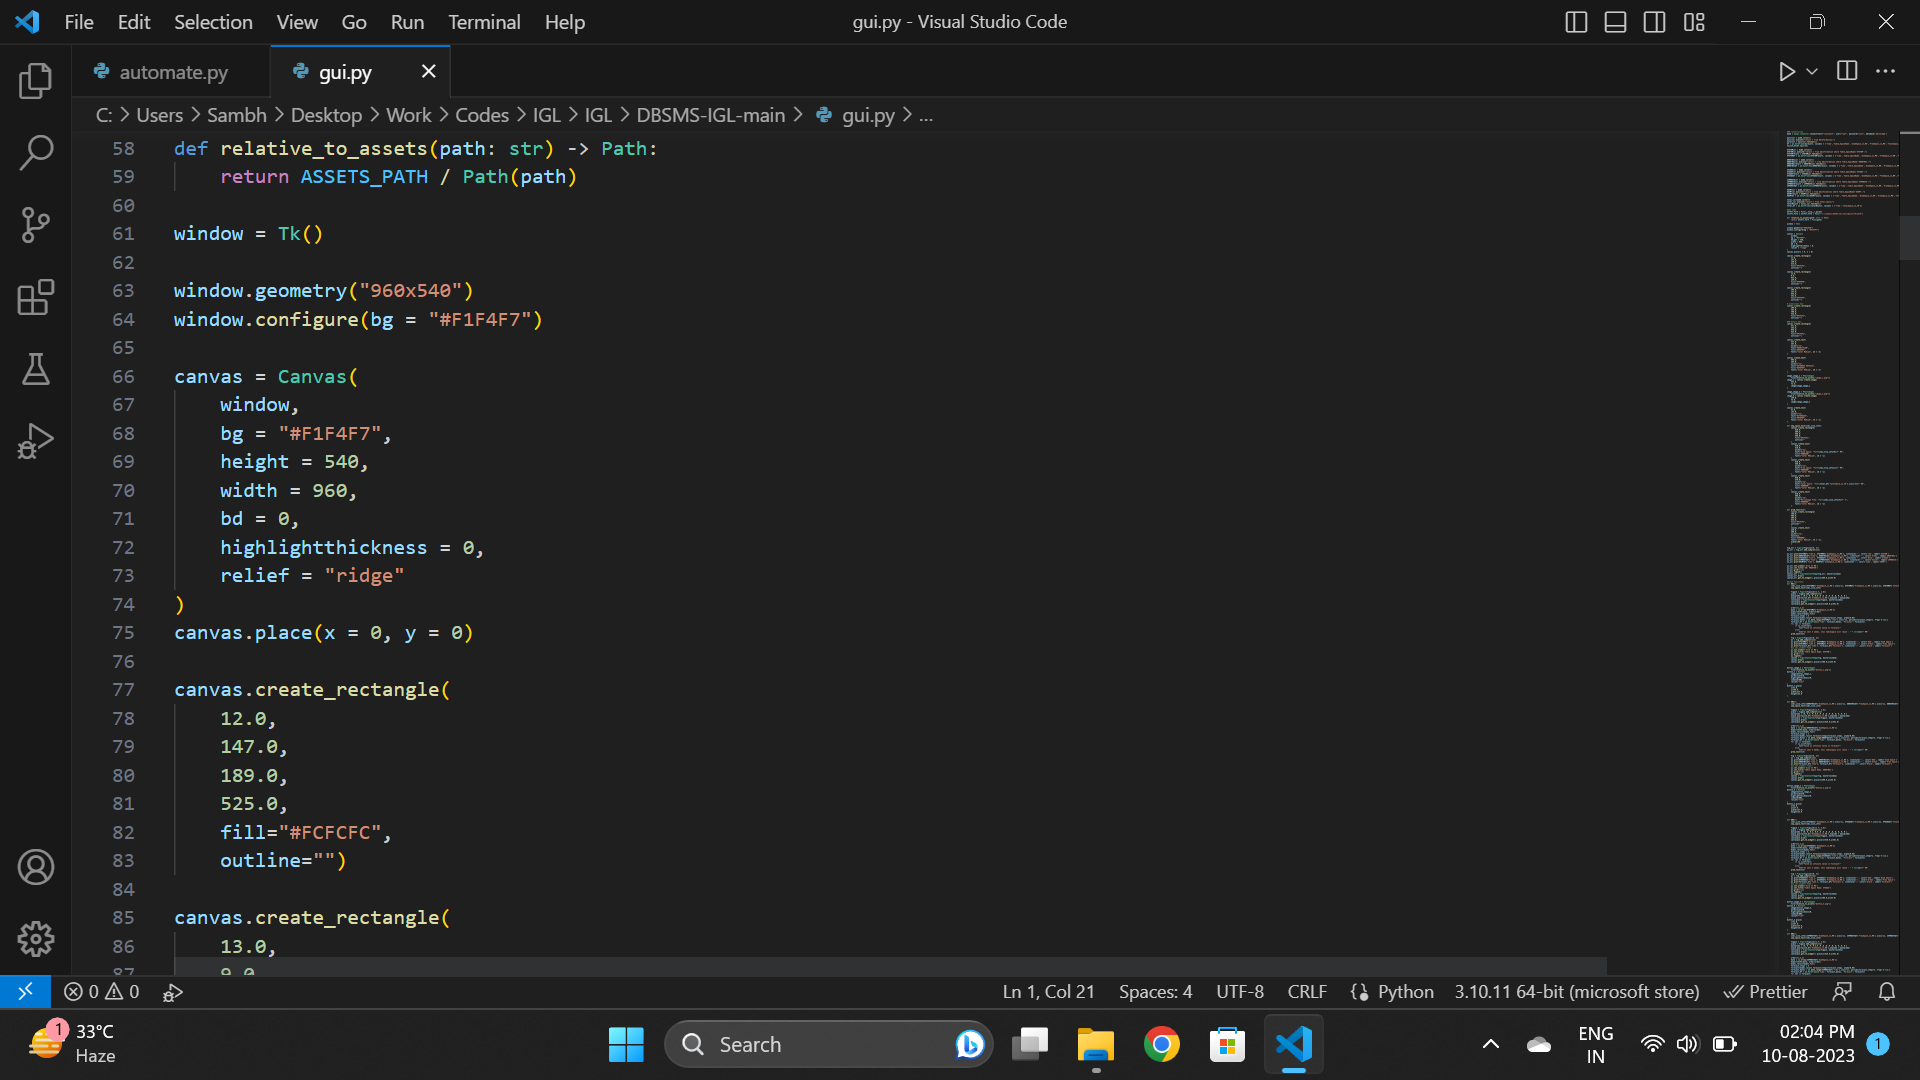 File Edit Selection View Go Run Terminal Help
gui.py - Visual Studio Code
automate.py
gui.py
C: > Users > Sambh > Desktop > Work > Codes > IGL > IGL > DBSMS-IGL-main > gui.py > ...
58 def relative_to_assets(path: str) -> Path:
59     return ASSETS_PATH / Path(path)
60
61 window = Tk()
62
63 window.geometry("960x540")
64 window.configure(bg = "#F1F4F7")
65
66 canvas = Canvas(
67     window,
68     bg = "#F1F4F7",
69     height = 540,
70     width = 960,
71     bd = 0,
72     highlightthickness = 0,
73     relief = "ridge"
74 )
75 canvas.place(x = 0, y = 0)
76
77 canvas.create_rectangle(
78     12.0,
79     147.0,
80     189.0,
81     525.0,
82     fill="#FCFCFC",
83     outline="")
84
85 canvas.create_rectangle(
86     13.0,
87     9.0
0 0
Ln 1, Col 21
Spaces: 4
UTF-8
CRLF
Python
3.10.11 64-bit (microsoft store)
Prettier
1
33°C
Haze
Search
ENG
IN
02:04 PM
10-08-2023
1